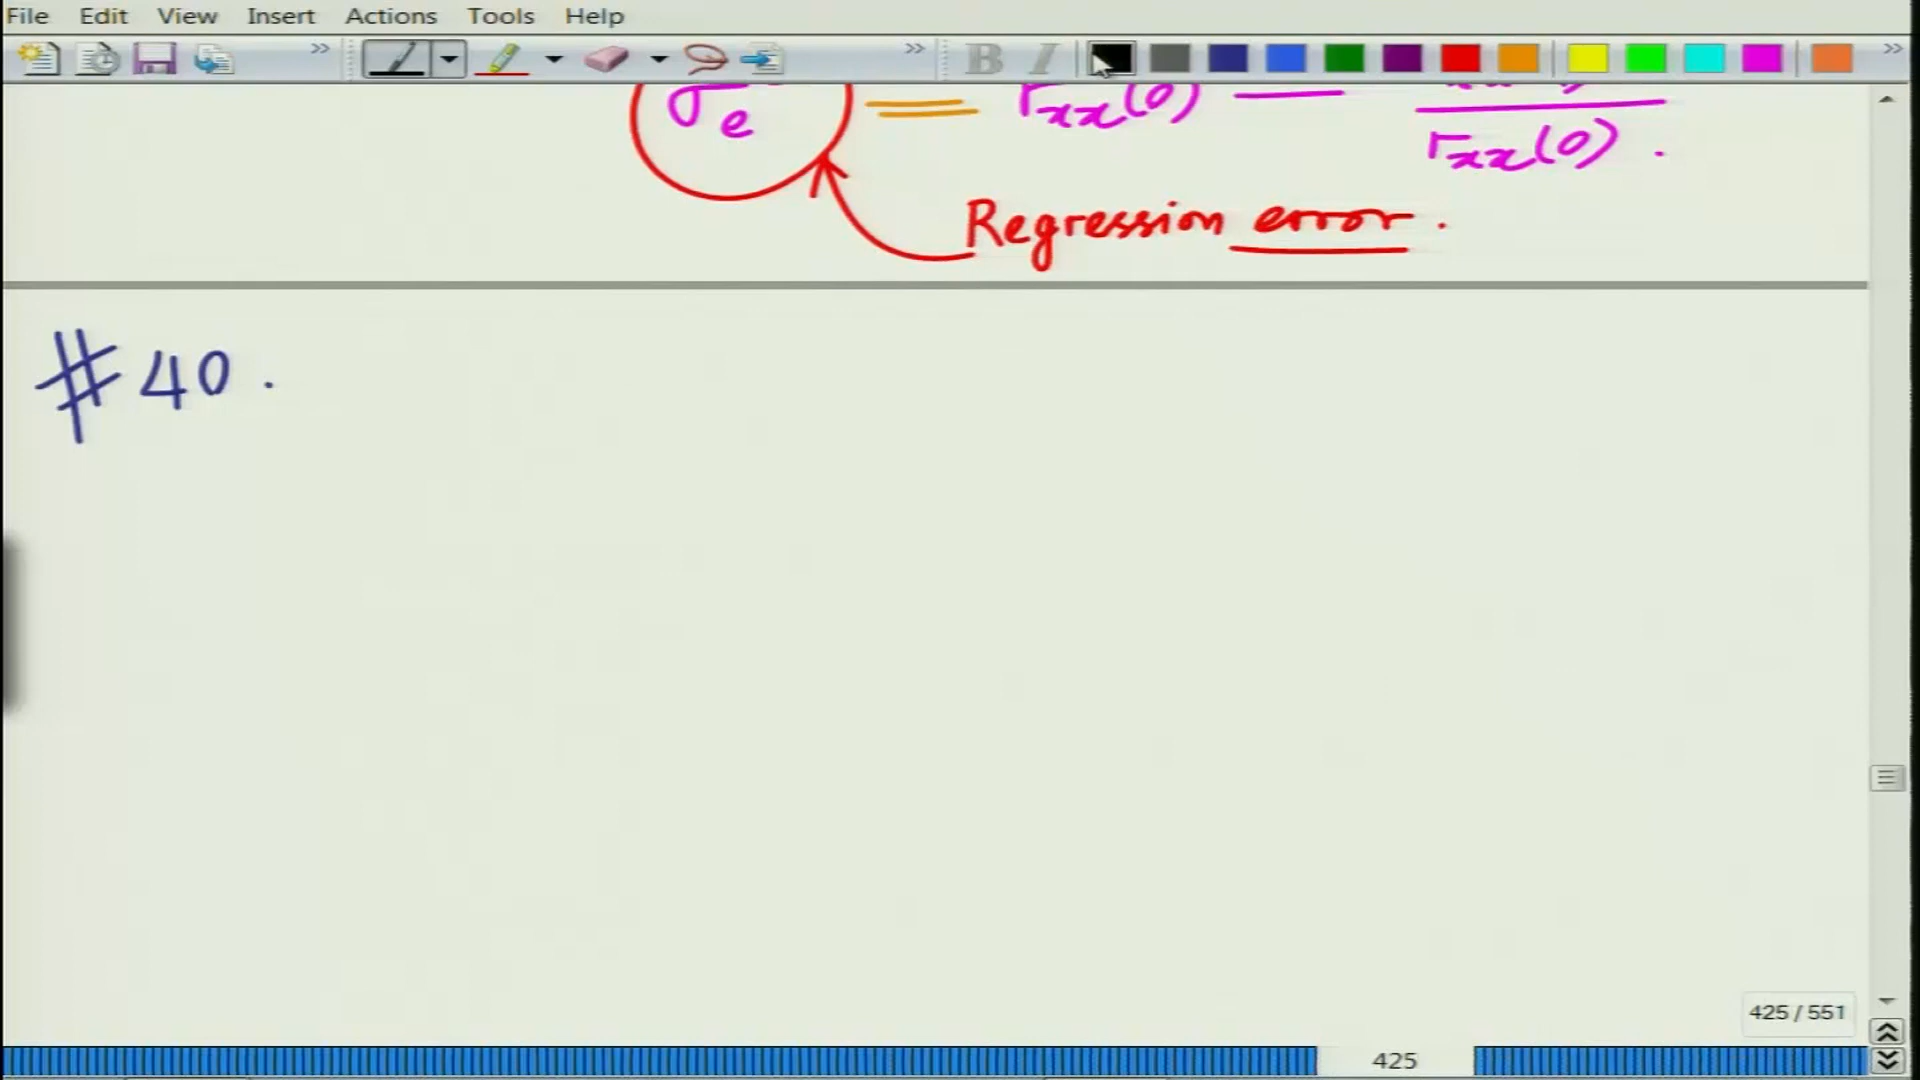 File Edit View Insert Actions Tools Help
B I
σe = rxx(0) — / rxx(0) .
Regression error .
#40 .
425 / 551
425